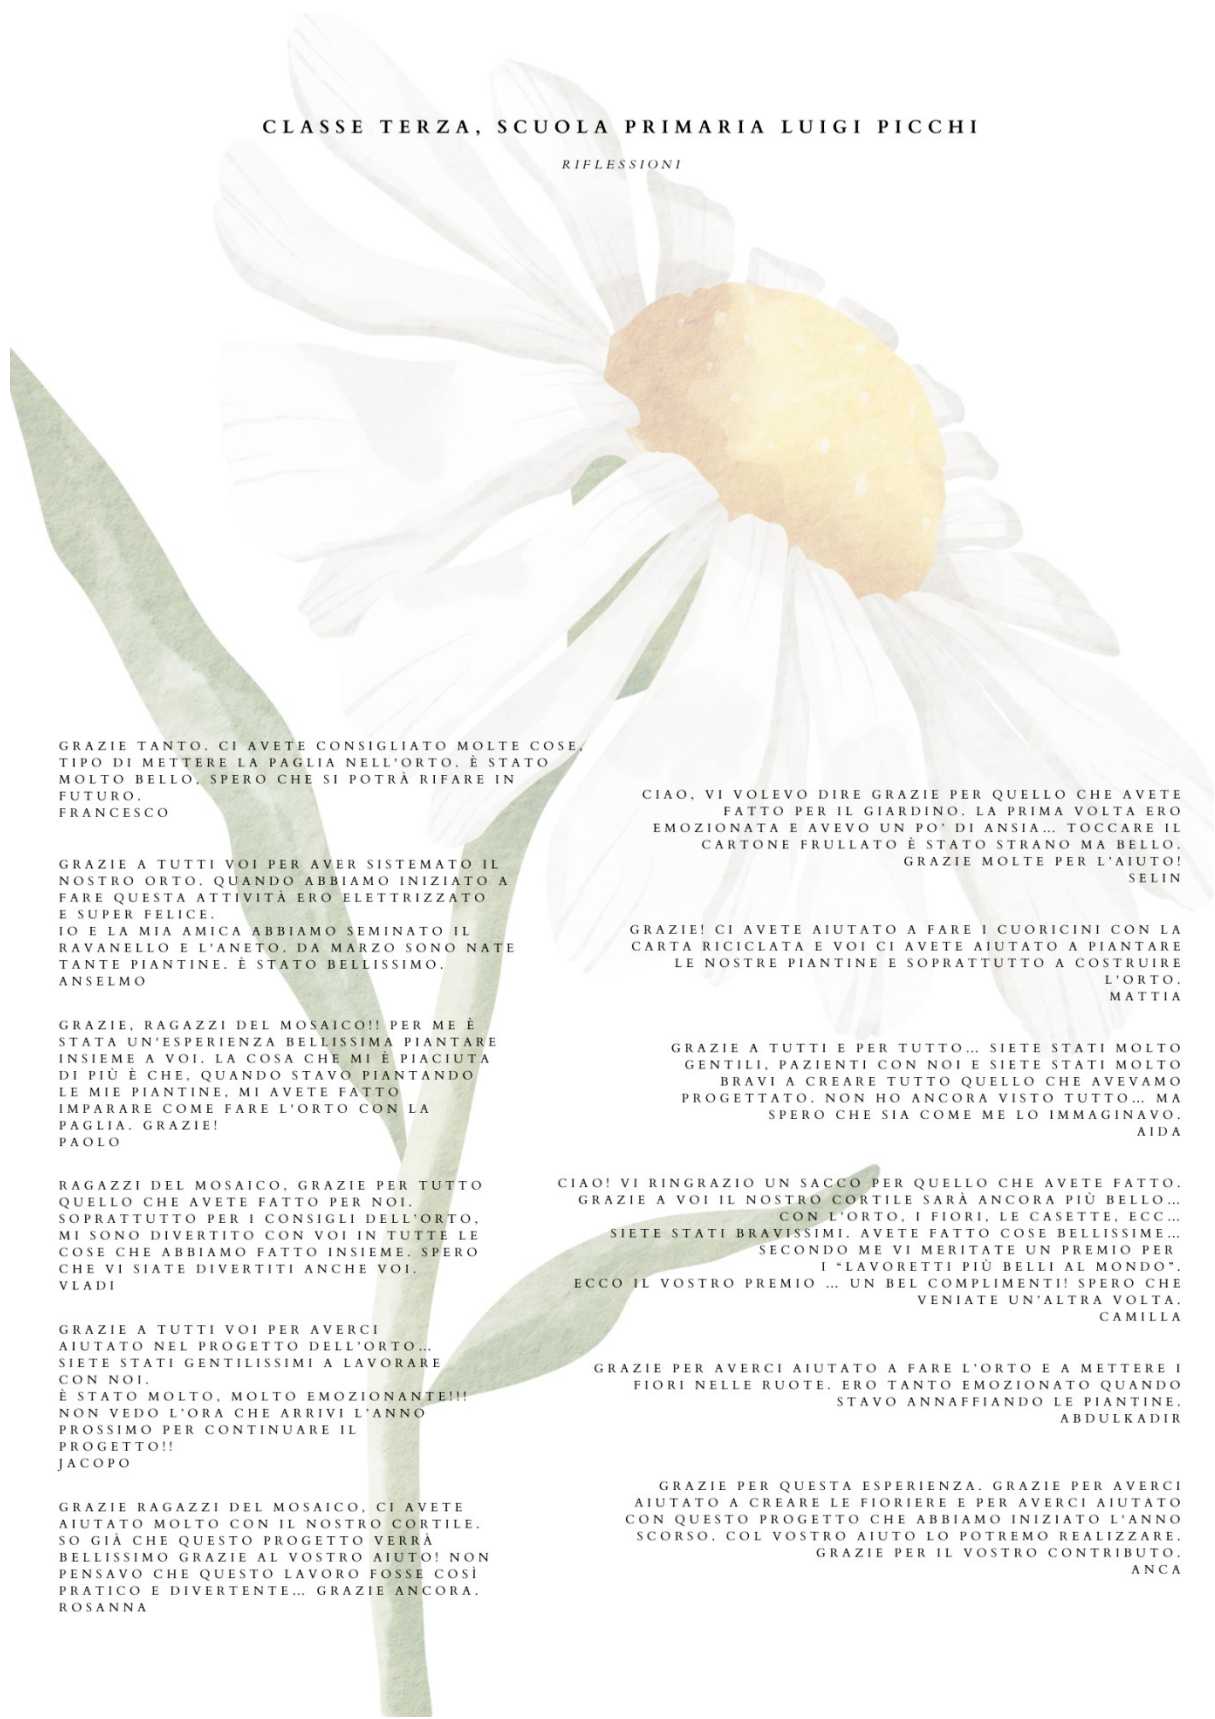 CLASSE TERZA, SCUOLA PRIMARIA LUIGI PICCHI
RIFLESSIONI
GRAZIE TANTO. CI AVETE CONSIGLIATO MOLTE COSE,
TIPO DI METTERE LA PAGLIA NELL'ORTO. È STATO
MOLTO BELLO, SPERO CHE SI POTRÀ RIFARE IN
FUTURO.
FRANCESCO
GRAZIE A TUTTI VOI PER AVER SISTEMATO IL
NOSTRO ORTO. QUANDO ABBIAMO INIZIATO A
FARE QUESTA ATTIVITÀ ERO ELETTRIZZATO
E SUPER FELICE.
IO E LA MIA AMICA ABBIAMO SEMINATO IL
RAVANELLO E L'ANETO. DA MARZO SONO NATE
TANTE PIANTINE. È STATO BELLISSIMO.
ANSELMO
GRAZIE, RAGAZZI DEL MOSAICO!! PER ME È
STATA UN'ESPERIENZA BELLISSIMA PIANTARE
INSIEME A VOI. LA COSA CHE MI È PIACIUTA
DI PIÙ È CHE, QUANDO STAVO PIANTANDO
LE MIE PIANTINE, MI AVETE FATTO
IMPARARE COME FARE L'ORTO CON LA
PAGLIA. GRAZIE!
PAOLO
RAGAZZI DEL MOSAICO, GRAZIE PER TUTTO
QUELLO CHE AVETE FATTO PER NOI.
SOPRATTUTTO PER I CONSIGLI DELL'ORTO,
MI SONO DIVERTITO CON VOI IN TUTTE LE
COSE CHE ABBIAMO FATTO INSIEME. SPERO
CHE VI SIATE DIVERTITI ANCHE VOI.
VLADI
GRAZIE A TUTTI VOI PER AVERCI
AIUTATO NEL PROGETTO DELL'ORTO...
SIETE STATI GENTILISSIMI A LAVORARE
CON NOI.
È STATO MOLTO, MOLTO EMOZIONANTE!!!
NON VEDO L'ORA CHE ARRIVI L'ANNO
PROSSIMO PER CONTINUARE IL
PROGETTO!!
JACOPO
GRAZIE RAGAZZI DEL MOSAICO, CI AVETE
AIUTATO MOLTO CON IL NOSTRO CORTILE.
SO GIÀ CHE QUESTO PROGETTO VERRÀ
BELLISSIMO GRAZIE AL VOSTRO AIUTO! NON
PENSAVO CHE QUESTO LAVORO FOSSE COSÌ
PRATICO E DIVERTENTE... GRAZIE ANCORA.
ROSANNA
CIAO, VI VOLEVO DIRE GRAZIE PER QUELLO CHE AVETE
FATTO PER IL GIARDINO. LA PRIMA VOLTA ERO
EMOZIONATA E AVEVO UN PO' DI ANSIA... TOCCARE IL
CARTONE FRULLATO È STATO STRANO MA BELLO.
GRAZIE MOLTE PER L'AIUTO!
SELIN
GRAZIE! CI AVETE AIUTATO A FARE I CUORICINI CON LA
CARTA RICICLATA E VOI CI AVETE AIUTATO A PIANTARE
LE NOSTRE PIANTINE E SOPRATTUTTO A COSTRUIRE
L'ORTO.
MATTIA
GRAZIE A TUTTI E PER TUTTO... SIETE STATI MOLTO
GENTILI, PAZIENTI CON NOI E SIETE STATI MOLTO
BRAVI A CREARE TUTTO QUELLO CHE AVEVAMO
PROGETTATO. NON HO ANCORA VISTO TUTTO... MA
SPERO CHE SIA COME ME LO IMMAGINAVO.
AIDA
CIAO! VI RINGRAZIO UN SACCO PER QUELLO CHE AVETE FATTO.
GRAZIE A VOI IL NOSTRO CORTILE SARÀ ANCORA PIÙ BELLO...
CON L'ORTO, I FIORI, LE CASETTE, ECC...
SIETE STATI BRAVISSIMI. AVETE FATTO COSE BELLISSIME...
SECONDO ME VI MERITATE UN PREMIO PER
I "LAVORETTI PIÙ BELLI AL MONDO".
ECCO IL VOSTRO PREMIO ... UN BEL COMPLIMENTI! SPERO CHE
VENIATE UN'ALTRA VOLTA.
CAMILLA
GRAZIE PER AVERCI AIUTATO A FARE L'ORTO E A METTERE I
FIORI NELLE RUOTE. ERO TANTO EMOZIONATO QUANDO
STAVO ANNAFFIANDO LE PIANTINE.
ABDULKADIR
GRAZIE PER QUESTA ESPERIENZA. GRAZIE PER AVERCI
AIUTATO A CREARE LE FIORIERE E PER AVERCI AIUTATO
CON QUESTO PROGETTO CHE ABBIAMO INIZIATO L'ANNO
SCORSO. COL VOSTRO AIUTO LO POTREMO REALIZZARE.
GRAZIE PER IL VOSTRO CONTRIBUTO.
ANCA